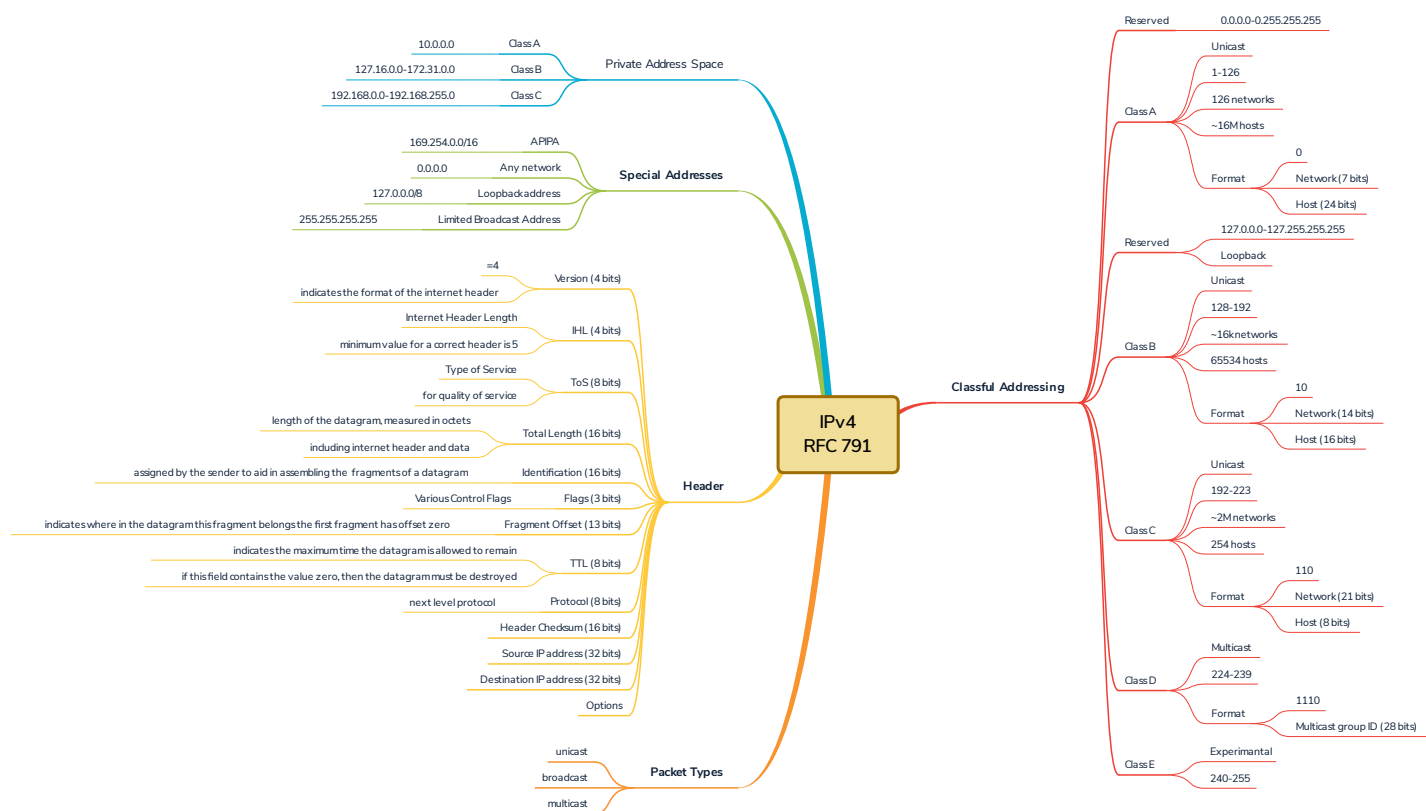 IPv4
RFC 791
Private Address Space
Class A
10.0.0.0
Class B
127.16.0.0-172.31.0.0
Class C
192.168.0.0-192.168.255.0
Special Addresses
APIPA
169.254.0.0/16
Any network
0.0.0.0
Loopback address
127.0.0.0/8
Limited Broadcast Address
255.255.255.255
Header
Version (4 bits)
=4
indicates the format of the internet header
IHL (4 bits)
Internet Header Length
minimum value for a correct header is 5
ToS (8 bits)
Type of Service
for quality of service
Total Length (16 bits)
length of the datagram, measured in octets
including internet header and data
Identification (16 bits)
assigned by the sender to aid in assembling the fragments of a datagram
Flags (3 bits)
Various Control Flags
Fragment Offset (13 bits)
indicates where in the datagram this fragment belongs the first fragment has offset zero
TTL (8 bits)
indicates the maximum time the datagram is allowed to remain
if this field contains the value zero, then the datagram must be destroyed
Protocol (8 bits)
next level protocol
Header Checksum (16 bits)
Source IP address (32 bits)
Destination IP address (32 bits)
Options
Packet Types
unicast
broadcast
multicast
Classful Addressing
Reserved
0.0.0.0-0.255.255.255
Class A
Unicast
1-126
126 networks
~16M hosts
Format
0
Network (7 bits)
Host (24 bits)
Reserved
127.0.0.0-127.255.255.255
Loopback
Class B
Unicast
128-192
~16k networks
65534 hosts
Format
10
Network (14 bits)
Host (16 bits)
Class C
Unicast
192-223
~2M networks
254 hosts
Format
110
Network (21 bits)
Host (8 bits)
Class D
Multicast
224-239
Format
1110
Multicast group ID (28 bits)
Class E
Experimantal
240-255